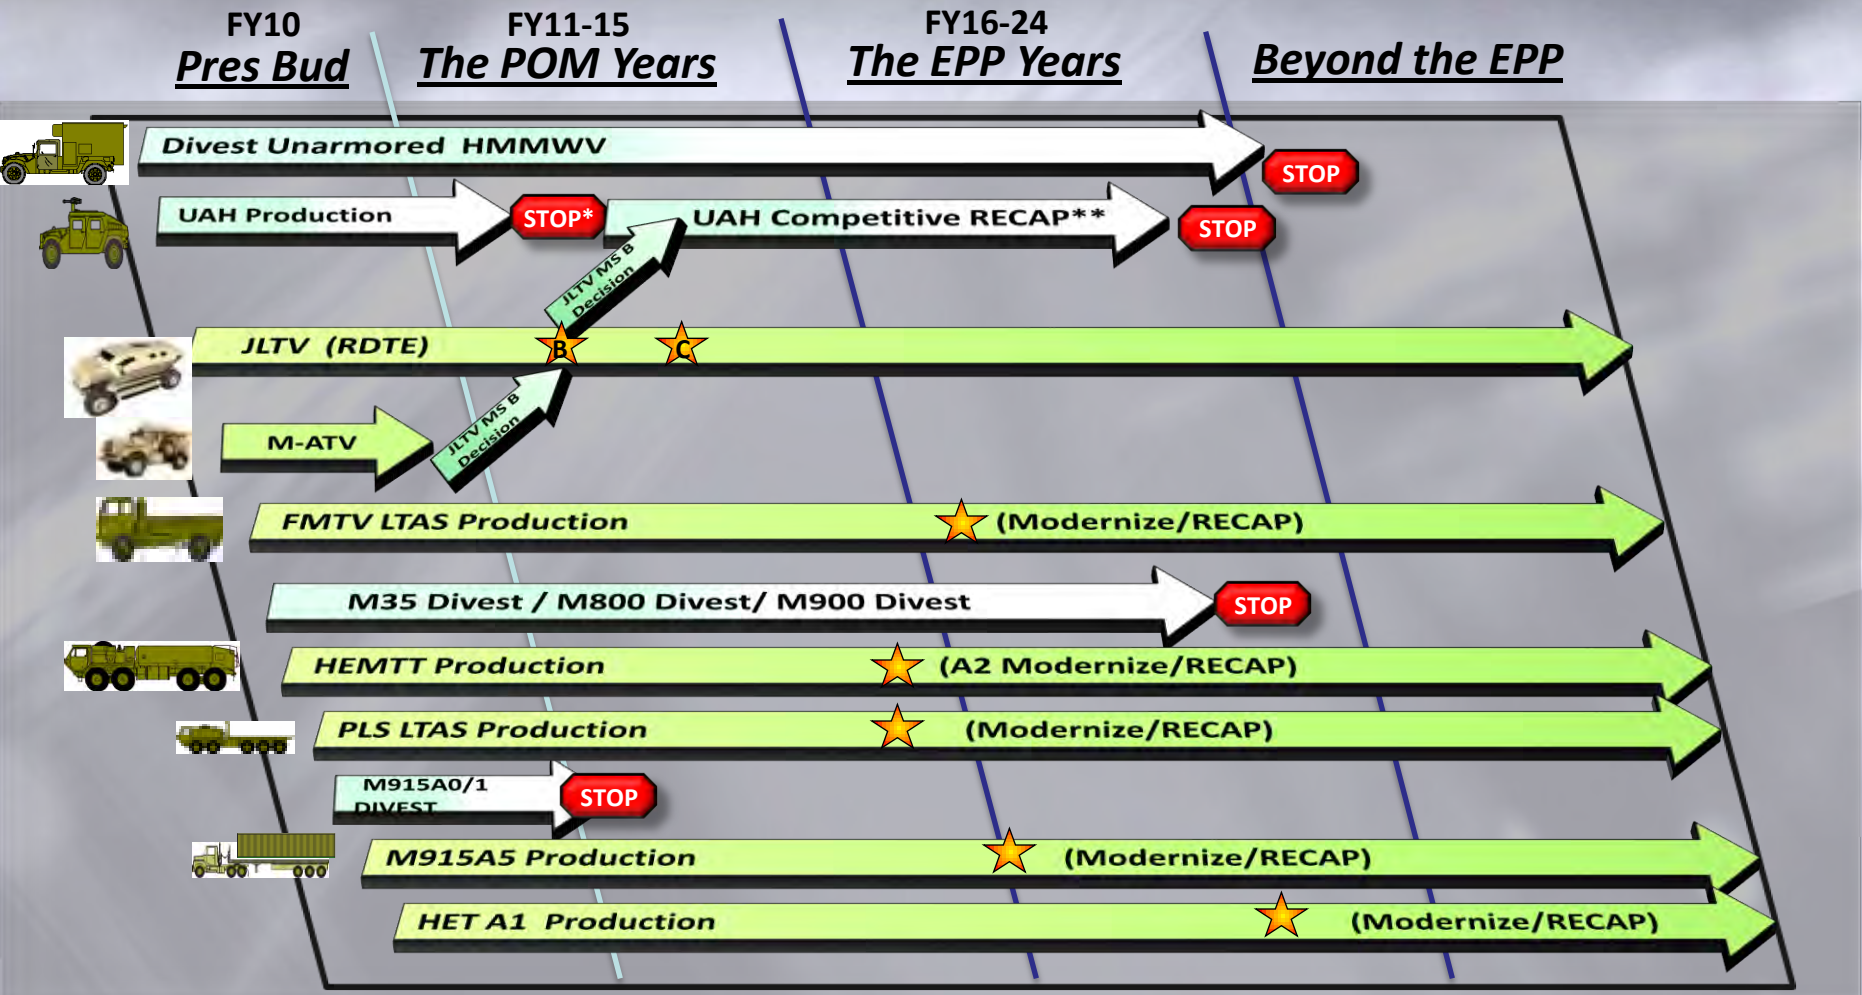 FY10
Pres Bud
FY11-15
The POM Years
FY16-24
The EPP Years
Beyond the EPP
Divest Unarmored HMMWV
STOP
UAH Production
STOP*
UAH Competitive RECAP**
STOP
JLTV MS B
Decision
JLTV (RDTE)
B
C
M-ATV
JLTV MS B
Decision
FMTV LTAS Production
(Modernize/RECAP)
M35 Divest / M800 Divest/ M900 Divest
STOP
HEMTT Production
(A2 Modernize/RECAP)
PLS LTAS Production
(Modernize/RECAP)
M915A0/1
DIVEST
STOP
M915A5 Production
(Modernize/RECAP)
HET A1 Production
(Modernize/RECAP)